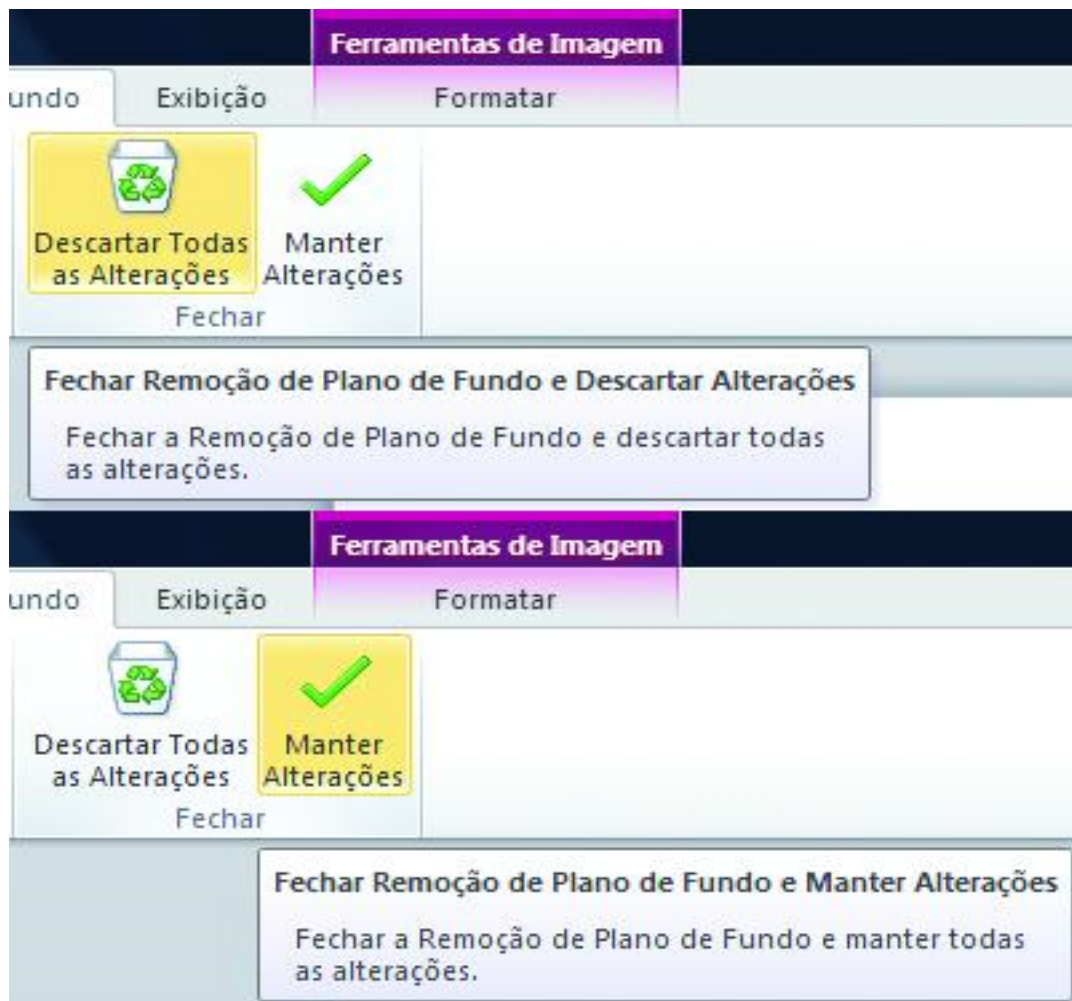 Ferramentas de Imagem
undo Exibição Formatar
Descartar Todas Manter
as Alterações Alterações
Fechar
Fechar Remoção de Plano de Fundo e Descartar Alterações
Fechar a Remoção de Plano de Fundo e descartar todas
as alterações.
Ferramentas de Imagem
undo Exibição Formatar
Descartar Todas Manter
as Alterações Alterações
Fechar
Fechar Remoção de Plano de Fundo e Manter Alterações
Fechar a Remoção de Plano de Fundo e manter todas
as alterações.